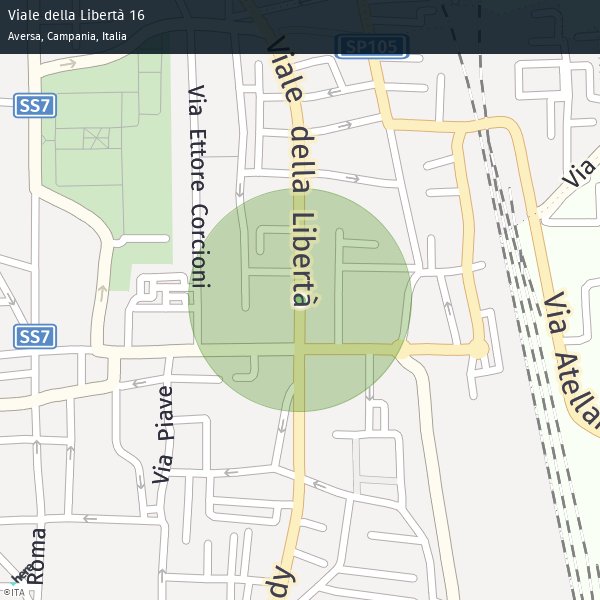 Viale della Libertà 16
Aversa, Campania, Italia
SP105
SS7
Viale della Libertà
Via Ettore Corcioni
Via
SS7
Via Atellan
Via Piave
Roma
dy
here
©ITA